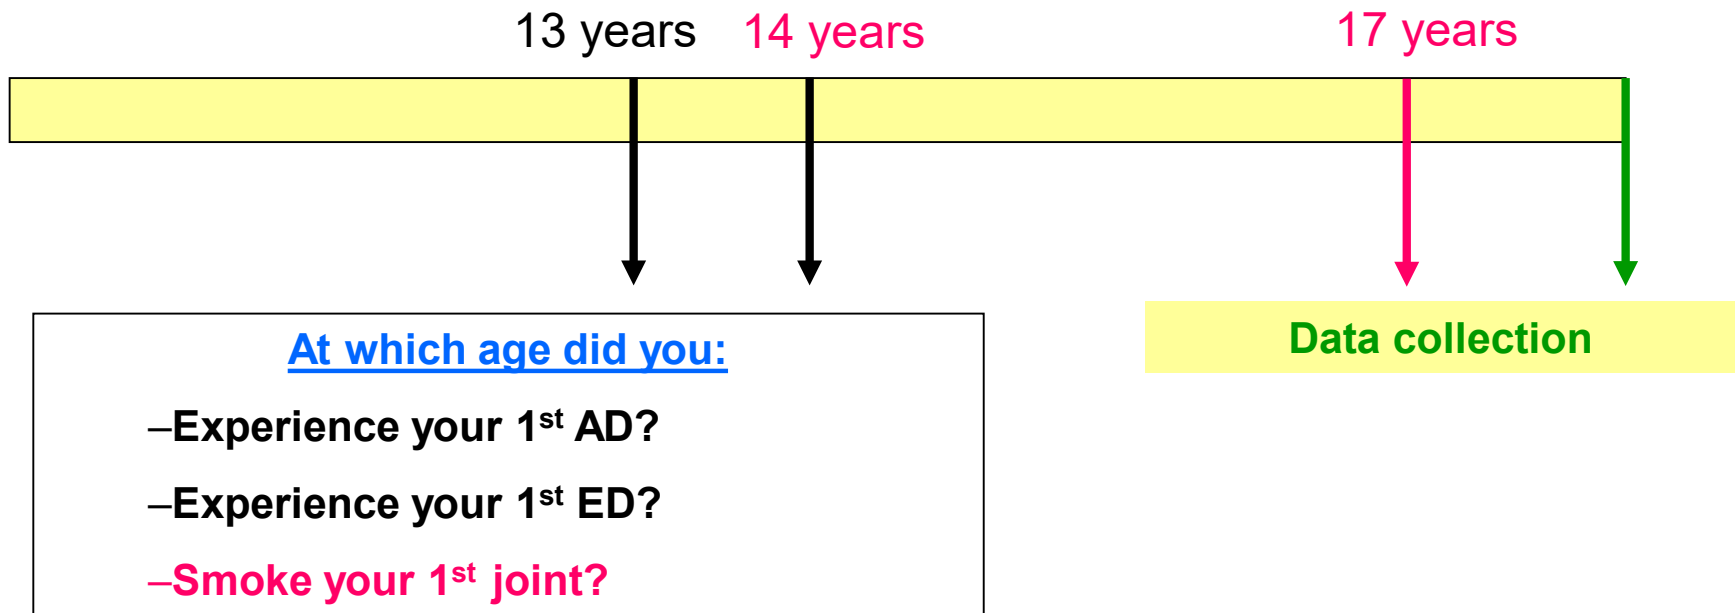 13 years 14 years 17 years
At which age did you:
–Experience your 1st AD?
–Experience your 1st ED?
–Smoke your 1st joint?
Data collection